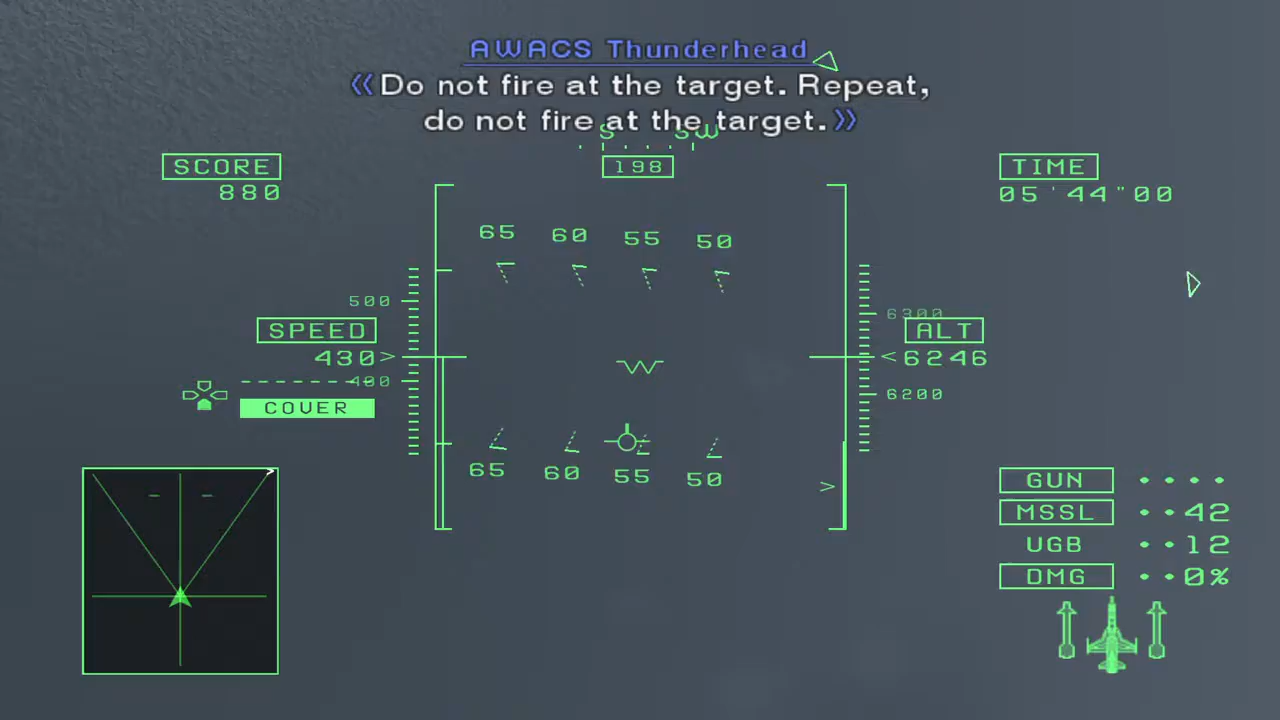 AWACS Thunderhead
《Do not fire at the target. Repeat,
do not fire at the target.》
S SW
198
SCORE
880
TIME
05'44"00
65 60 55 50
500
SPEED
430>
400
COVER
6300
ALT
<6246
6200
65 60 55 50
>
GUN ····
MSSL ··42
UGB ··12
DMG ··0%